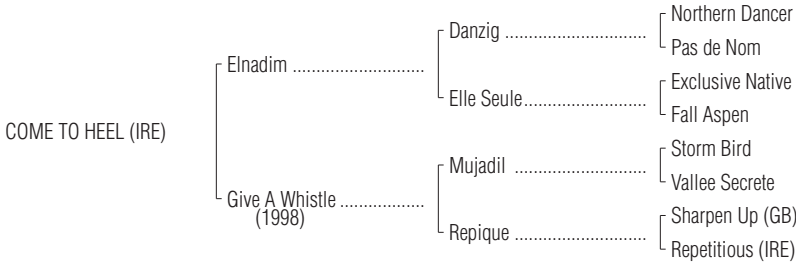 Northern Dancer
Danzig ..............................
Pas de Nom
Elnadim ............................
Exclusive Native
Elle Seule..........................
Fall Aspen
COME TO HEEL (IRE)
Storm Bird
Mujadil ............................
Vallee Secrete
Give A Whistle ..................
(1998)
Sharpen Up (GB)
Repique ............................
Repetitious (IRE)